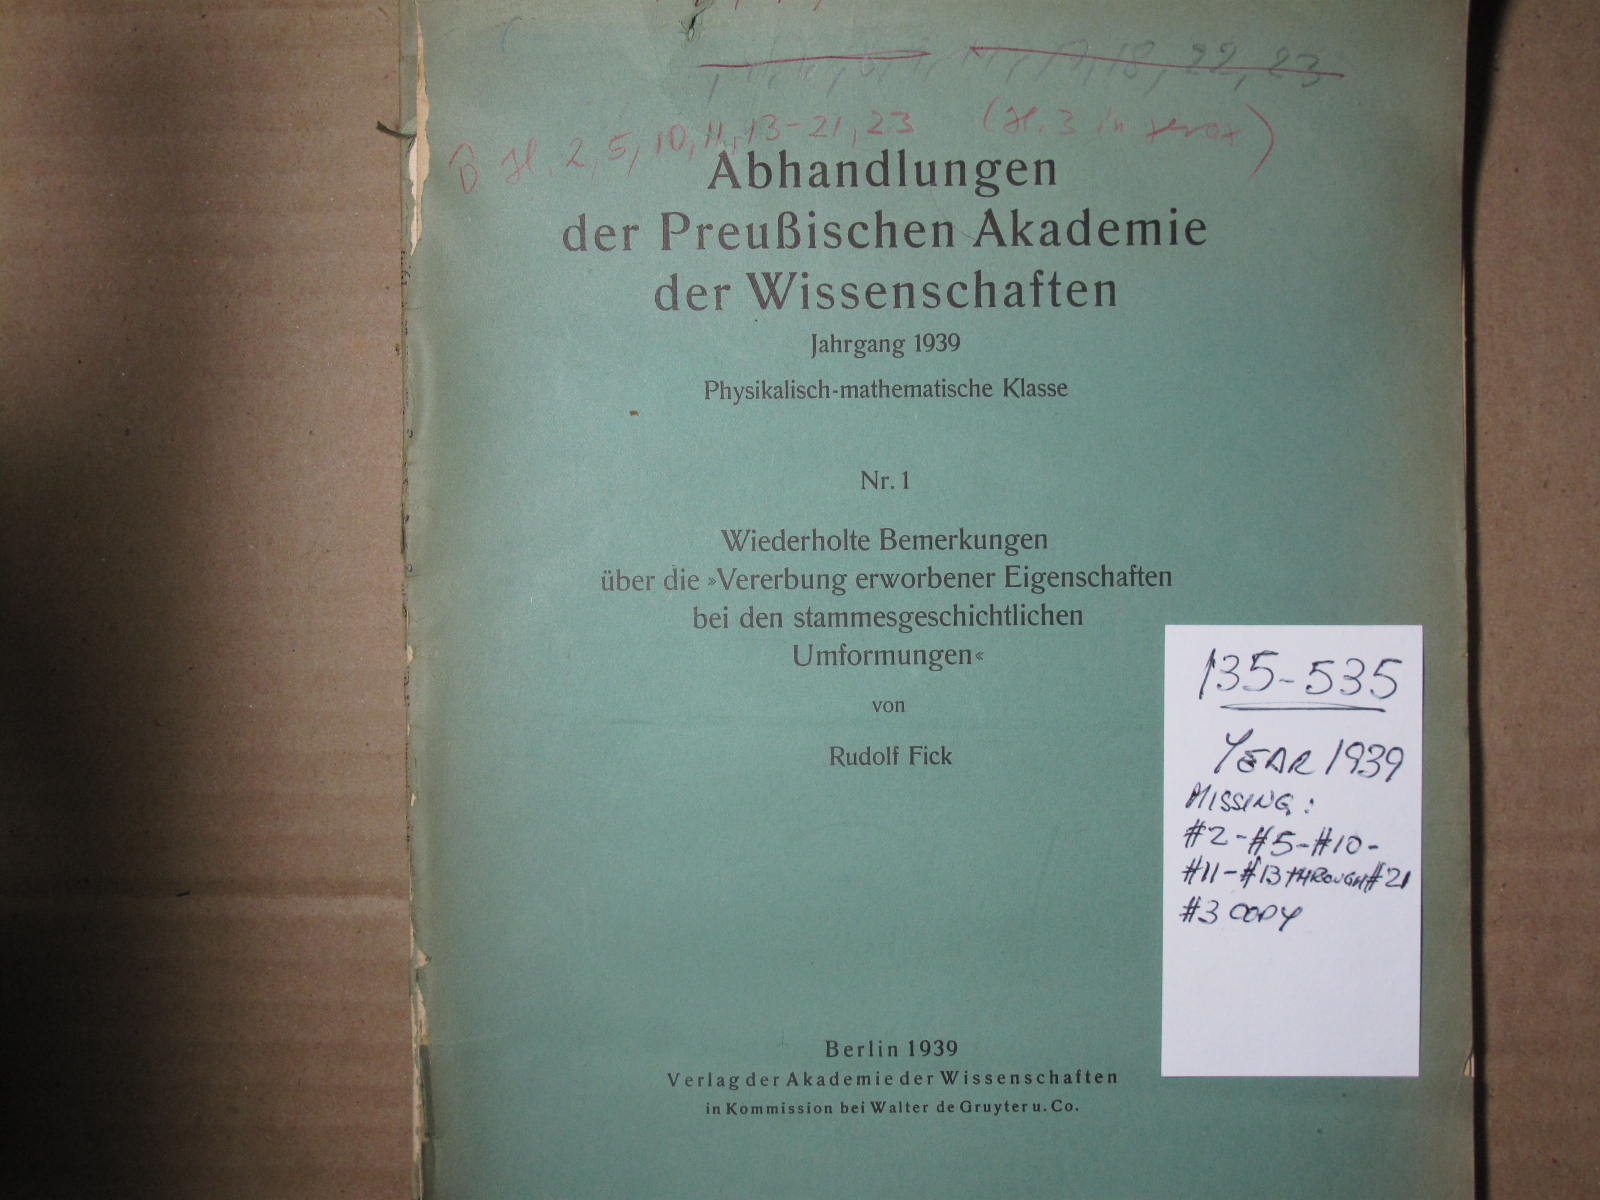 18, 22, 23
H. 2, 5, 10, 11, 13-21, 23 (H. 3 in xerox)
Abhandlungen
der Preußischen Akademie
der Wissenschaften
Jahrgang 1939
Physikalisch-mathematische Klasse
Nr. 1
Wiederholte Bemerkungen
über die »Vererbung erworbener Eigenschaften
bei den stammesgeschichtlichen
Umformungen«
von
Rudolf Fick
Berlin 1939
Verlag der Akademie der Wissenschaften
in Kommission bei Walter de Gruyter u. Co.
135-535
YEAR 1939
MISSING:
#2-#5-#10-
#11-#13 THROUGH #21
#3 COPY